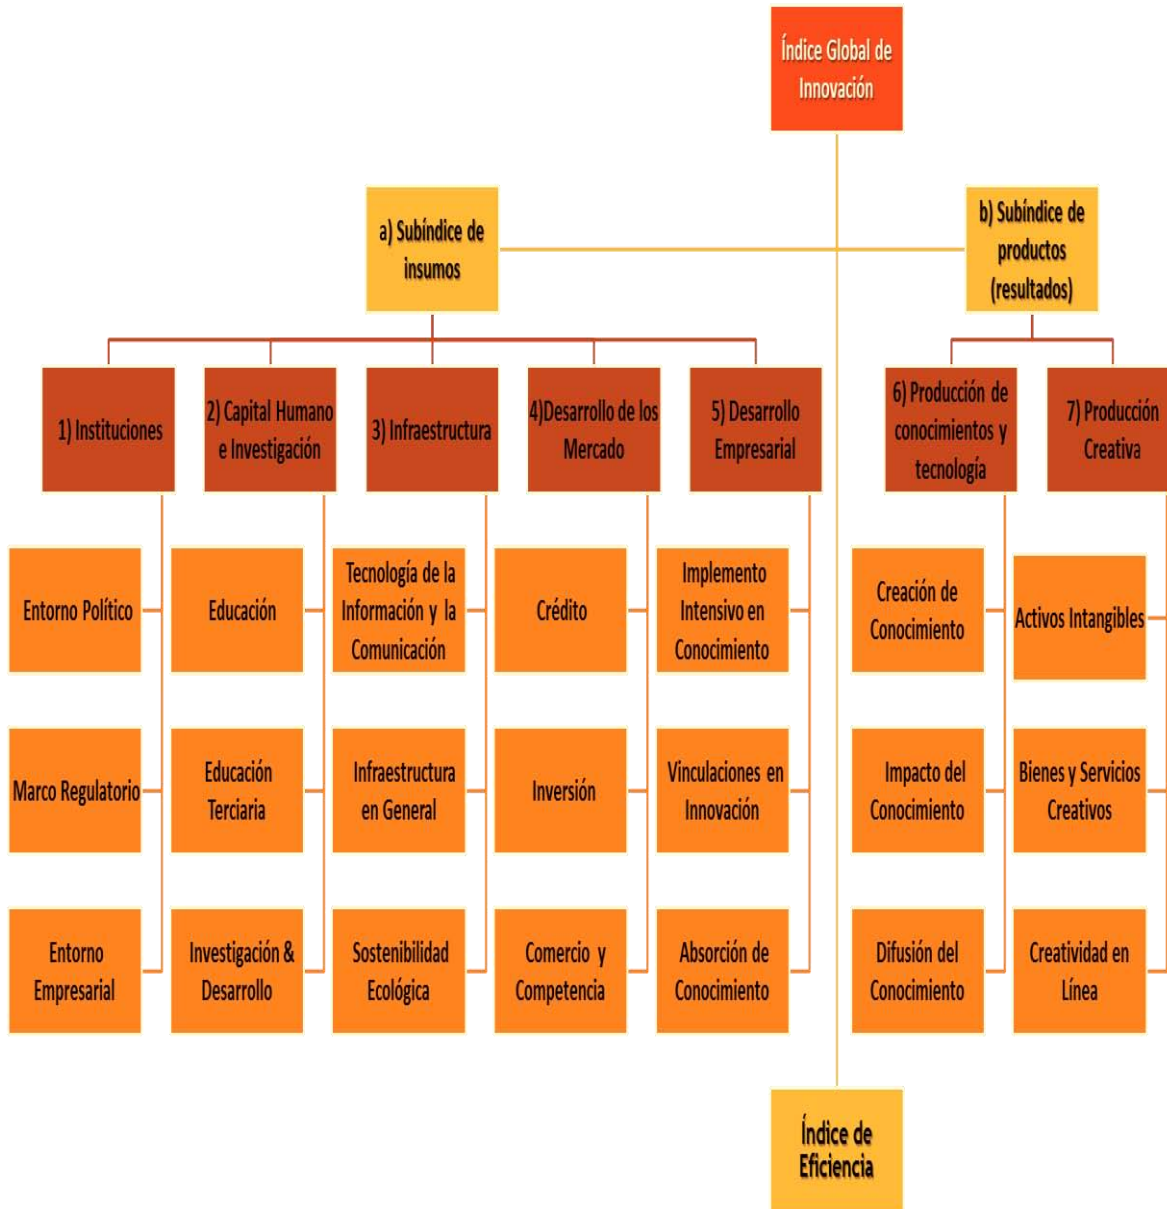 Índice Global de
Innovación
a) Subíndice de
insumos
b) Subíndice de
productos
(resultados)
1) Instituciones
2) Capital Humano
e Investigación
3) Infraestructura
4)Desarrollo de los
Mercado
5) Desarrollo
Empresarial
6) Producción de
conocimientos y
tecnología
7) Producción
Creativa
Entorno Político
Educación
Tecnología de la
Información y la
Comunicación
Crédito
Implemento
Intensivo en
Conocimiento
Creación de
Conocimiento
Activos Intangibles
Marco Regulatorio
Educación
Terciaria
Infraestructura
en General
Inversión
Vinculaciones en
Innovación
Impacto del
Conocimiento
Bienes y Servicios
Creativos
Entorno
Empresarial
Investigación &
Desarrollo
Sostenibilidad
Ecológica
Comercio y
Competencia
Absorción de
Conocimiento
Difusión del
Conocimiento
Creatividad en
Línea
Índice de
Eficiencia